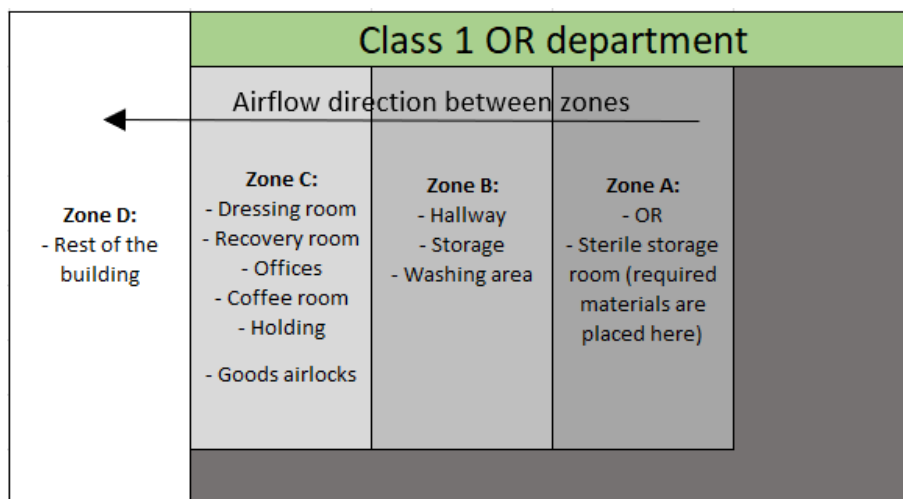 Class 1 OR department
Airflow direction between zones
Zone D:
- Rest of the
building
Zone C:
- Dressing room
- Recovery room
- Offices
- Coffee room
- Holding
- Goods airlocks
Zone B:
- Hallway
- Storage
- Washing area
Zone A:
- OR
- Sterile storage
room (required
materials are
placed here)